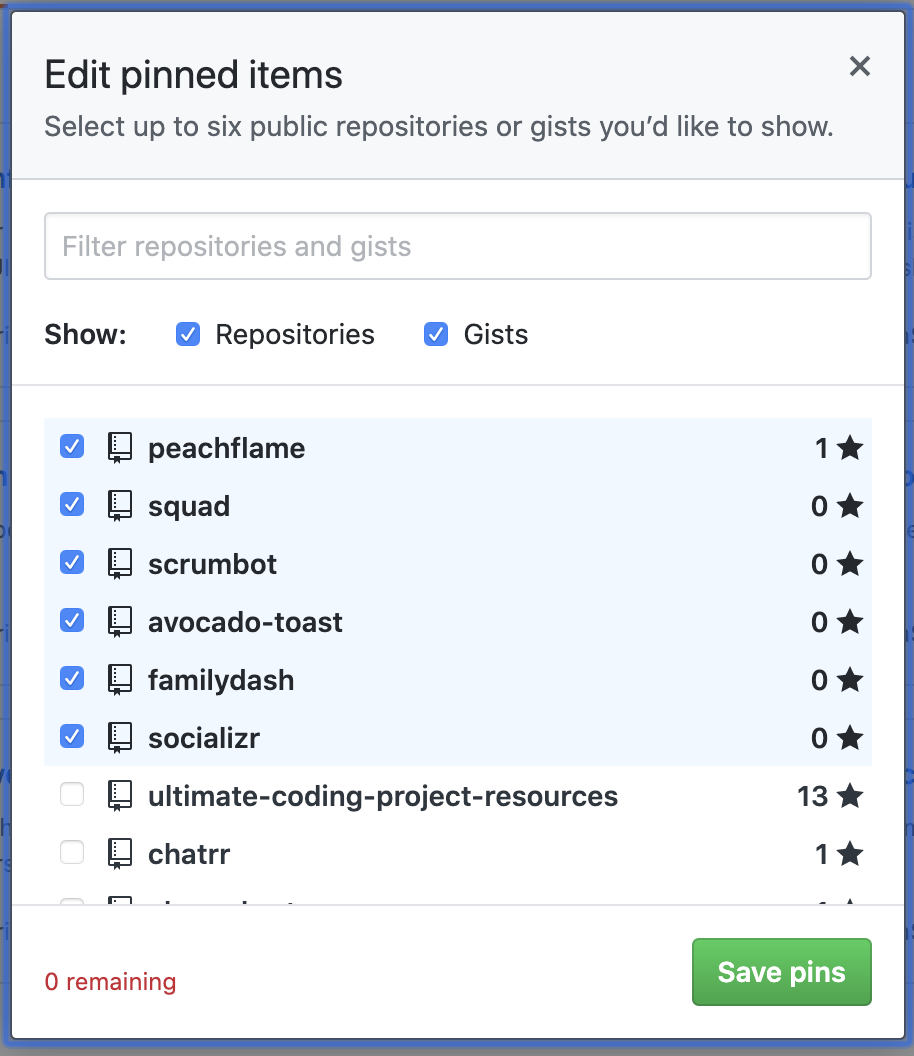 Edit pinned items
Select up to six public repositories or gists you’d like to show.
Filter repositories and gists
Show: Repositories Gists
peachflame 1
squad 0
scrumbot 0
avocado-toast 0
familydash 0
socializr 0
ultimate-coding-project-resources 13
chatrr 1
0 remaining
Save pins